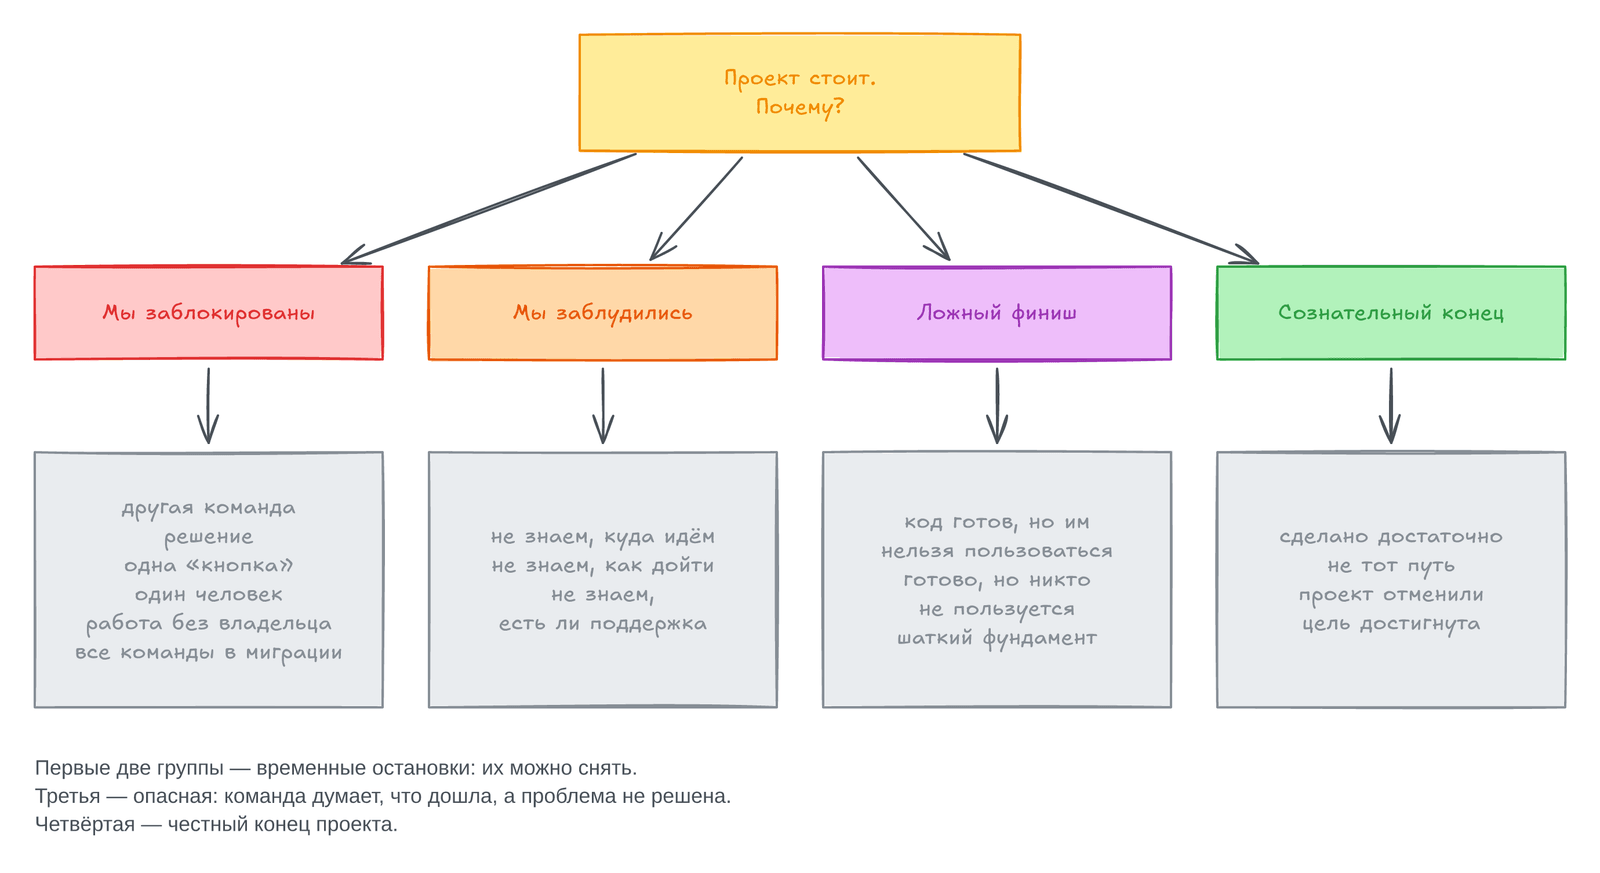 Проект стоит.
Почему?
Мы заблокированы
Мы заблудились
Ложный финиш
Сознательный конец
другая команда
решение
одна «кнопка»
один человек
работа без владельца
все команды в миграции
не знаем, куда идём
не знаем, как дойти
не знаем,
есть ли поддержка
код готов, но им
нельзя пользоваться
готово, но никто
не пользуется
шаткий фундамент
сделано достаточно
не тот путь
проект отменили
цель достигнута
Первые две группы — временные остановки: их можно снять.
Третья — опасная: команда думает, что дошла, а проблема не решена.
Четвёртая — честный конец проекта.